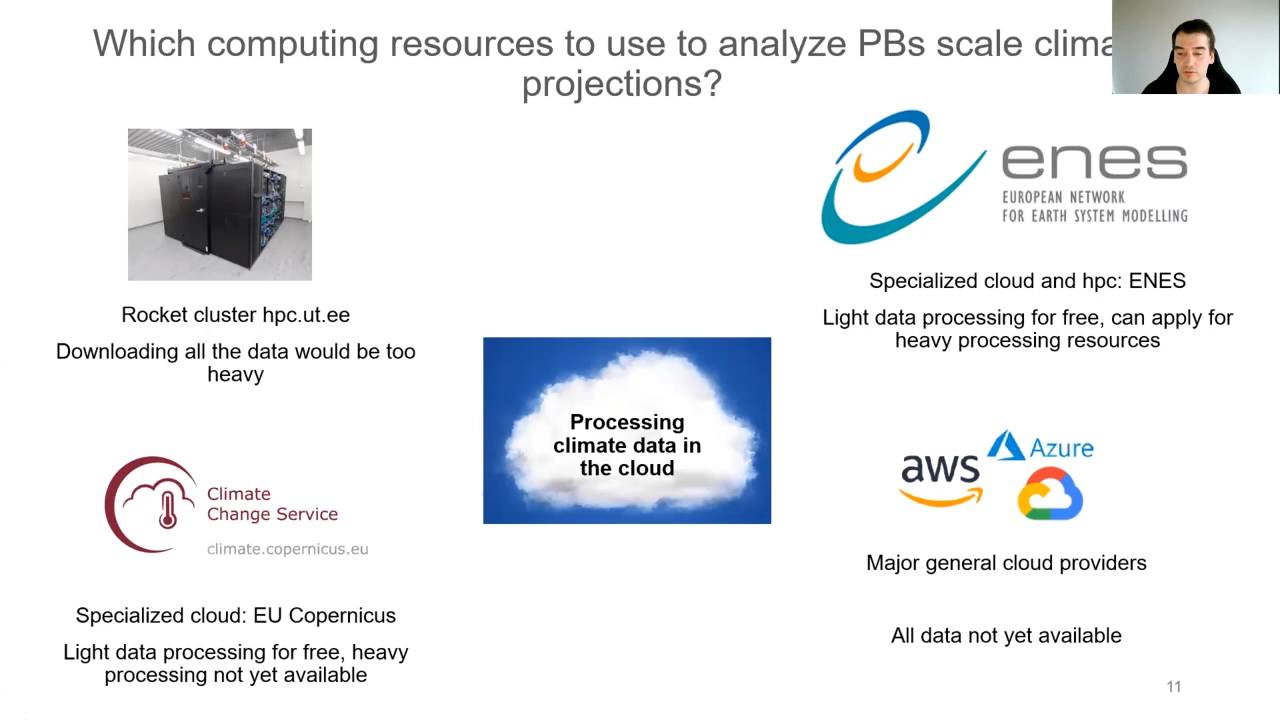 Which computing resources to use to analyze PBs scale clima
projections?
enes
EUROPEAN NETWORK
FOR EARTH SYSTEM MODELLING
Rocket cluster hpc.ut.ee
Downloading all the data would be too
heavy
Specialized cloud and hpc: ENES
Light data processing for free, can apply for
heavy processing resources
Processing
climate data in
the cloud
Climate
Change Service
climate.copernicus.eu
Specialized cloud: EU Copernicus
Light data processing for free, heavy
processing not yet available
aws
Azure
Major general cloud providers
All data not yet available
11